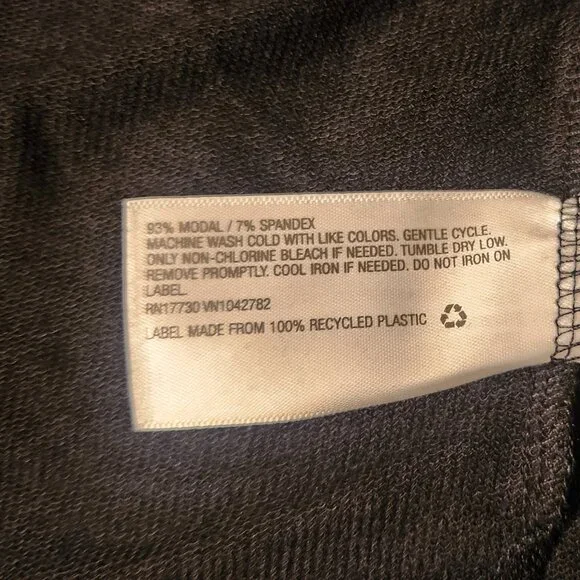 93% MODAL / 7% SPANDEX
MACHINE WASH COLD WITH LIKE COLORS. GENTLE CYCLE.
ONLY NON-CHLORINE BLEACH IF NEEDED. TUMBLE DRY LOW.
REMOVE PROMPTLY. COOL IRON IF NEEDED. DO NOT IRON ON
LABEL.
RN17730 VN1042782
LABEL MADE FROM 100% RECYCLED PLASTIC